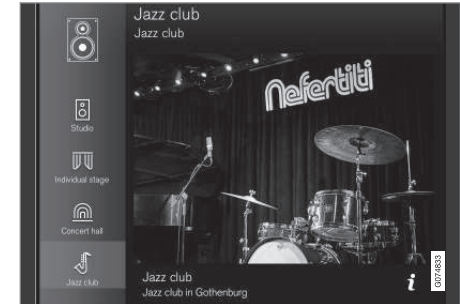 Jazz club
Jazz club
Nefertiti
Studio
Individual stage
Concert hall
Jazz club
Jazz club
Jazz club in Gothenburg
i
G074833